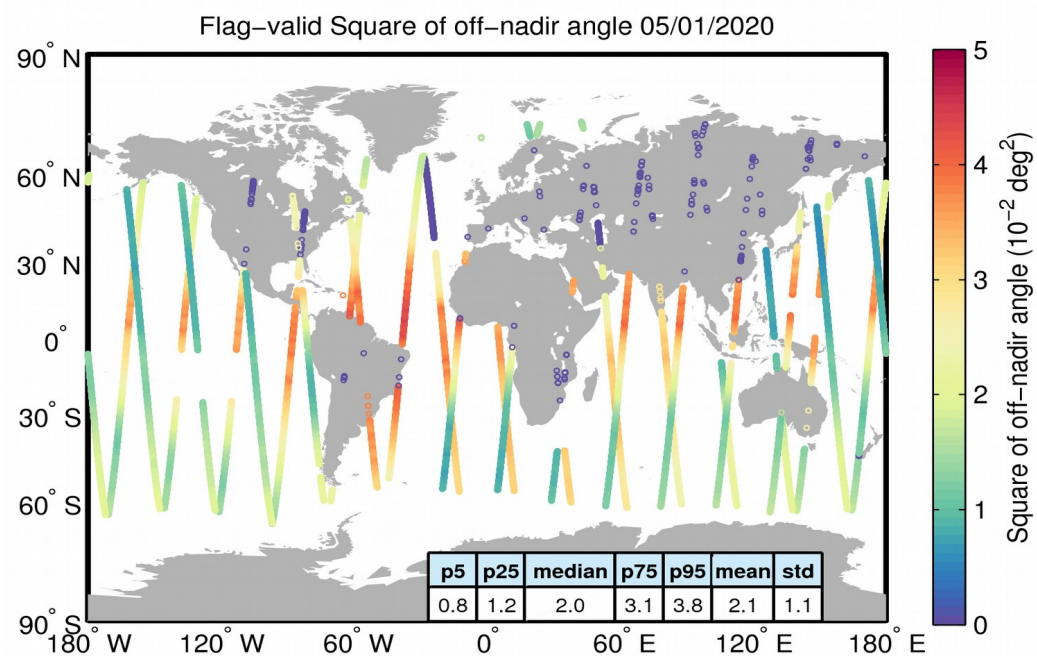 Flag−valid Square of off−nadir angle 05/01/2020
90° N
60° N
30° N
0°
30° S
60° S
90° S
180° W
120° W
60° W
0°
60° E
120° E
180° E
p5 p25 median p75 p95 mean std
0.8 1.2 2.0 3.1 3.8 2.1 1.1
5
4
3
2
1
0
Square of off−nadir angle (10⁻² deg²)